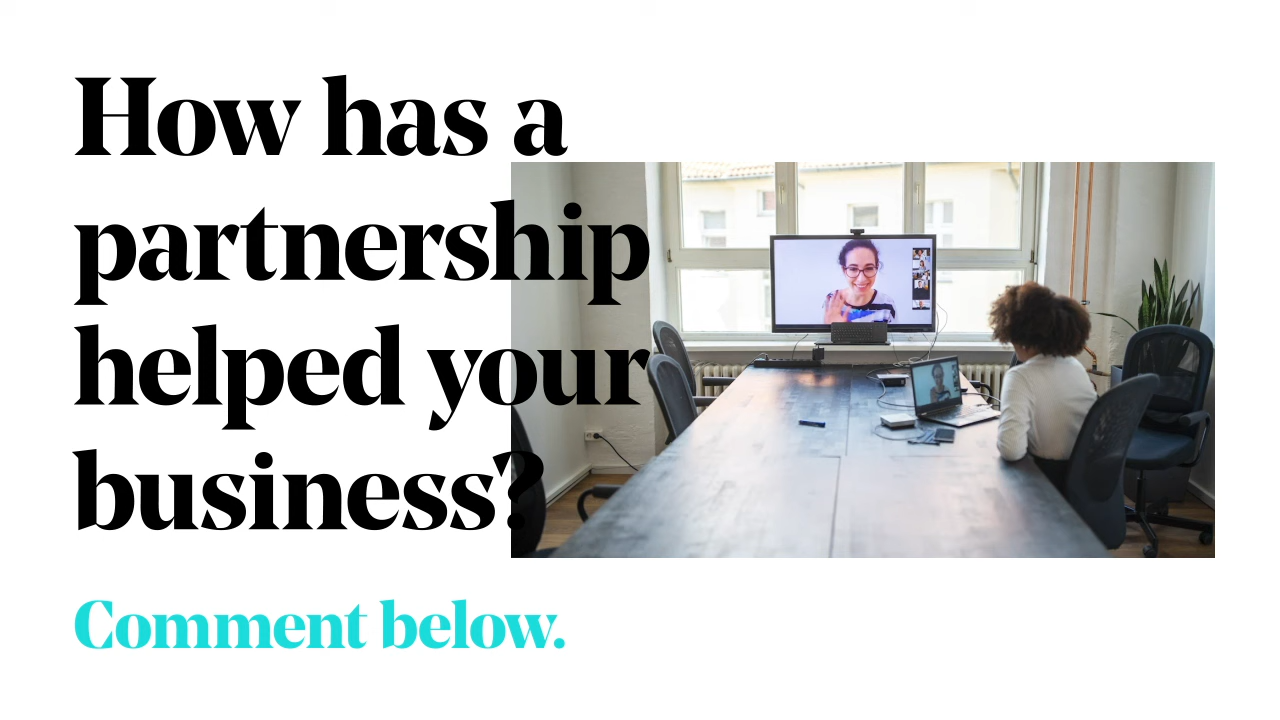 How has a
partnership
helped your
business?
Comment below.